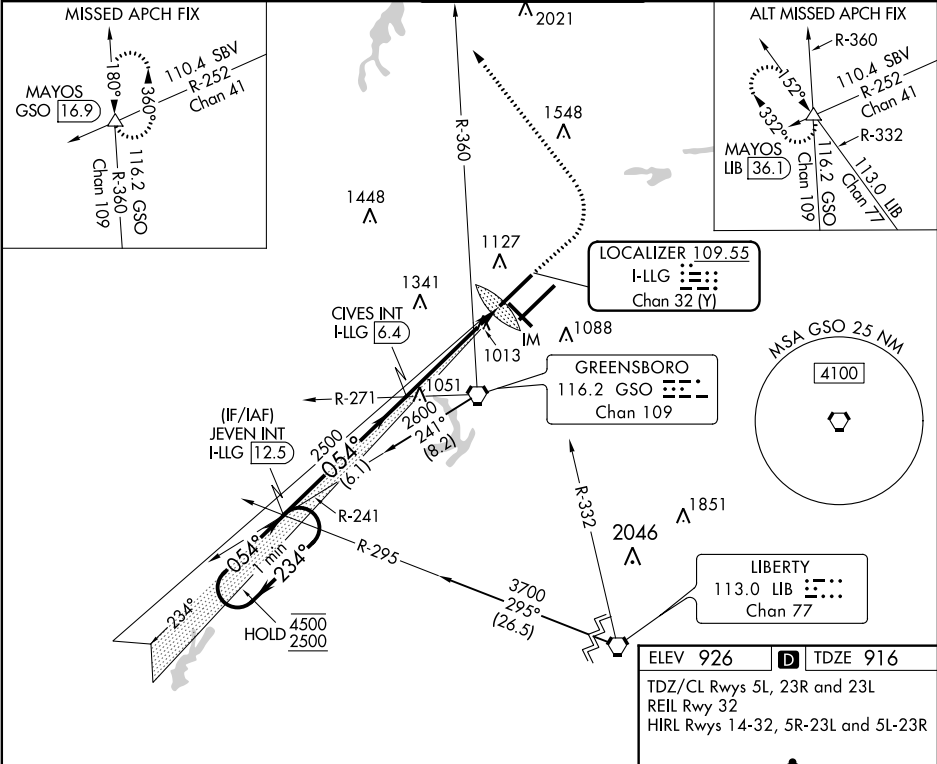 MISSED APCH FIX
110.4 SBV
R-252
Chan 41
180°
360°
MAYOS
GSO 16.9
116.2 GSO
R-360
Chan 109
2021
R-360
1548
1448
1127
1341
ALT MISSED APCH FIX
R-360
110.4 SBV
R-252
Chan 41
152°
332°
R-332
MAYOS
LIB 36.1
116.2 GSO
Chan 109
113.0 LIB
Chan 77
LOCALIZER 109.55
I-LLG
Chan 32 (Y)
CIVES INT
I-LLG 6.4
IM
1013
1088
MSA GSO 25 NM
4100
GREENSBORO
116.2 GSO
Chan 109
R-271
1051
2600
241°
(8.2)
(IF/IAF)
JEVEN INT
I-LLG 12.5
2500
054°
(6.1)
R-241
R-295
054°
1 min
234°
234°
HOLD 4500
2500
3700
295°
(26.5)
R-332
1851
2046
LIBERTY
113.0 LIB
Chan 77
ELEV 926 D TDZE 916
TDZ/CL Rwys 5L, 23R and 23L
REIL Rwy 32
HIRL Rwys 14-32, 5R-23L and 5L-23R